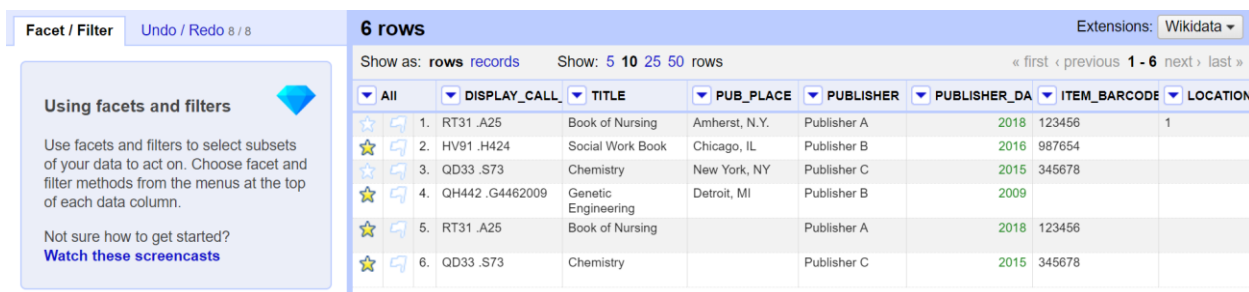 Facet / Filter Undo / Redo 8 / 8
6 rows
Extensions: Wikidata
Show as: rows records Show: 5 10 25 50 rows
« first ‹ previous 1 - 6 next › last »
Using facets and filters
Use facets and filters to select subsets
of your data to act on. Choose facet and
filter methods from the menus at the top
of each data column.
Not sure how to get started?
Watch these screencasts
All DISPLAY_CALL_ TITLE PUB_PLACE PUBLISHER PUBLISHER_DA ITEM_BARCODE LOCATION
1. RT31 .A25 Book of Nursing Amherst, N.Y. Publisher A 2018 123456 1
2. HV91 .H424 Social Work Book Chicago, IL Publisher B 2016 987654
3. QD33 .S73 Chemistry New York, NY Publisher C 2015 345678
4. QH442 .G4462009 Genetic Detroit, MI Publisher B 2009
Engineering
5. RT31 .A25 Book of Nursing Publisher A 2018 123456
6. QD33 .S73 Chemistry Publisher C 2015 345678